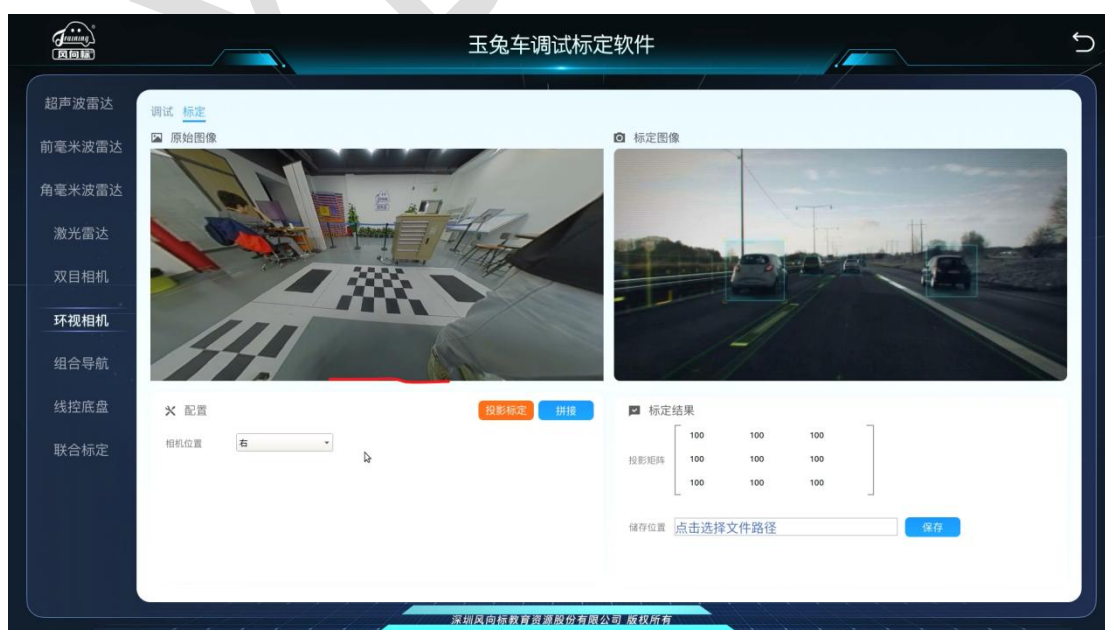 Training
风向标
玉兔车调试标定软件
超声波雷达
前毫米波雷达
角毫米波雷达
激光雷达
双目相机
环视相机
组合导航
线控底盘
联合标定
调试 标定
原始图像
标定图像
配置
投影标定 拼接
相机位置 右
标定结果
投影矩阵
100 100 100
100 100 100
100 100 100
储存位置 点击选择文件路径 保存
深圳风向标教育资源股份有限公司 版权所有